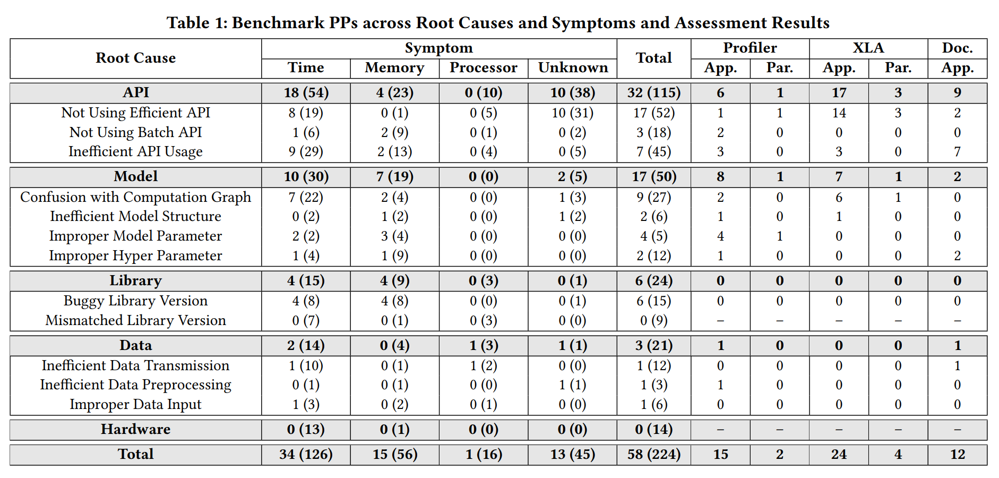 Table 1: Benchmark PPs across Root Causes and Symptoms and Assessment Results
Root Cause Symptom Total Profiler XLA Doc.
Time Memory Processor Unknown App. Par. App. Par. App.
API 18 (54) 4 (23) 0 (10) 10 (38) 32 (115) 6 1 17 3 9
Not Using Efficient API 8 (19) 0 (1) 0 (5) 10 (31) 17 (52) 1 1 14 3 2
Not Using Batch API 1 (6) 2 (9) 0 (1) 0 (2) 3 (18) 2 0 0 0 0
Inefficient API Usage 9 (29) 2 (13) 0 (4) 0 (5) 7 (45) 3 0 3 0 7
Model 10 (30) 7 (19) 0 (0) 2 (5) 17 (50) 8 1 7 1 2
Confusion with Computation Graph 7 (22) 2 (4) 0 (0) 1 (3) 9 (27) 2 0 6 1 0
Inefficient Model Structure 0 (2) 1 (2) 0 (0) 1 (2) 2 (6) 1 0 1 0 0
Improper Model Parameter 2 (2) 3 (4) 0 (0) 0 (0) 4 (5) 4 1 0 0 0
Improper Hyper Parameter 1 (4) 1 (9) 0 (0) 0 (0) 2 (12) 1 0 0 0 2
Library 4 (15) 4 (9) 0 (3) 0 (1) 6 (24) 0 0 0 0 0
Buggy Library Version 4 (8) 4 (8) 0 (0) 0 (1) 6 (15) 0 0 0 0 0
Mismatched Library Version 0 (7) 0 (1) 0 (3) 0 (0) 0 (9) – – – – –
Data 2 (14) 0 (4) 1 (3) 1 (1) 3 (21) 1 0 0 0 1
Inefficient Data Transmission 1 (10) 0 (1) 1 (2) 0 (0) 1 (12) 0 0 0 0 1
Inefficient Data Preprocessing 0 (1) 0 (1) 0 (0) 1 (1) 1 (3) 1 0 0 0 0
Improper Data Input 1 (3) 0 (2) 0 (1) 0 (0) 1 (6) 0 0 0 0 0
Hardware 0 (13) 0 (1) 0 (0) 0 (0) 0 (14) – – – – –
Total 34 (126) 15 (56) 1 (16) 13 (45) 58 (224) 15 2 24 4 12